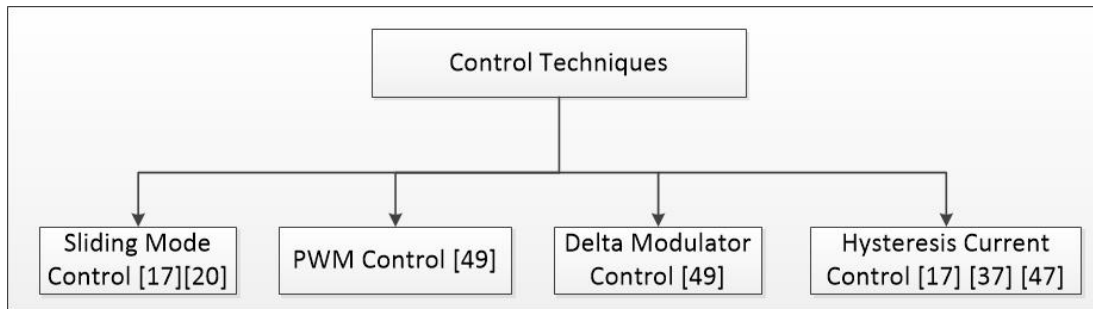 Control Techniques
Sliding Mode
Control [17][20]
PWM Control [49]
Delta Modulator
Control [49]
Hysteresis Current
Control [17] [37] [47]